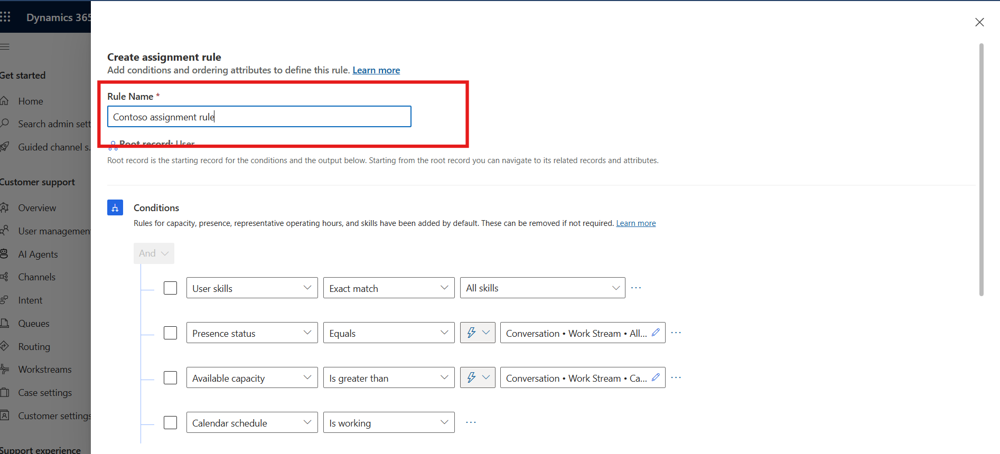 Dynamics 365
Create assignment rule
Add conditions and ordering attributes to define this rule. Learn more
Rule Name *
Contoso assignment rule
Root record: User
Root record is the starting record for the conditions and the output below. Starting from the root record you can navigate to its related records and attributes.
Conditions
Rules for capacity, presence, representative operating hours, and skills have been added by default. These can be removed if not required. Learn more
And
User skills Exact match All skills ...
Presence status Equals Conversation • Work Stream • All... ...
Available capacity Is greater than Conversation • Work Stream • Ca... ...
Calendar schedule Is working ...
Get started
Home
Search admin sett
Guided channel s...
Customer support
Overview
User managemen
AI Agents
Channels
Intent
Queues
Routing
Workstreams
Case settings
Customer settings
Support experience